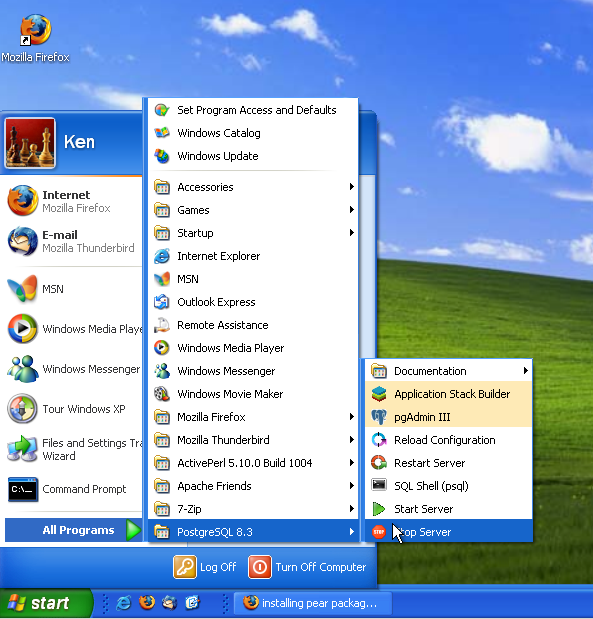 Mozilla Firefox
Ken
Internet
Mozilla Firefox
E-mail
Mozilla Thunderbird
MSN
Windows Media Playe
Windows Messenger
Tour Windows XP
Files and Settings Tra
Wizard
C:\_
Command Prompt
All Programs
Set Program Access and Defaults
Windows Catalog
Windows Update
Accessories
Games
Startup
Internet Explorer
MSN
Outlook Express
Remote Assistance
Windows Media Player
Windows Messenger
Windows Movie Maker
Mozilla Firefox
Mozilla Thunderbird
ActivePerl 5.10.0 Build 1004
Apache Friends
7-Zip
PostgreSQL 8.3
Documentation
Application Stack Builder
pgAdmin III
Reload Configuration
Restart Server
SQL Shell (psql)
Start Server
STOP
top Server
Log Off
Turn Off Computer
start
installing pear packag...